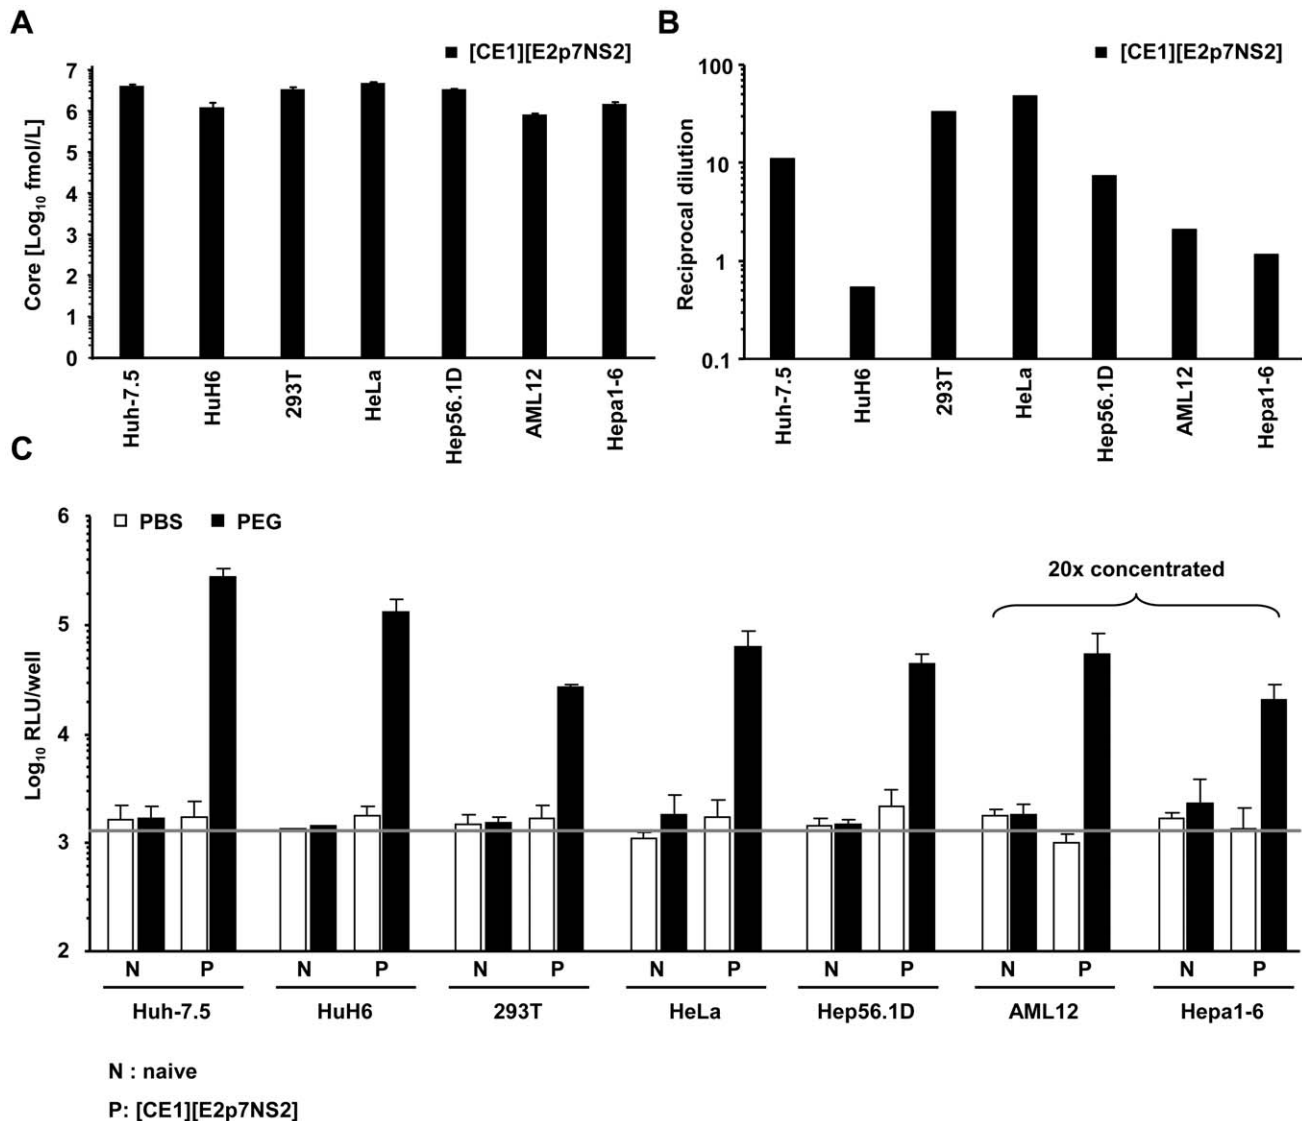 A
[CE1][E2p7NS2]
Core [Log₁₀ fmol/L]
7
6
5
4
3
2
1
0
Huh-7.5
HuH6
293T
HeLa
Hep56.1D
AML12
Hepa1-6
B
[CE1][E2p7NS2]
Reciprocal dilution
100
10
1
0.1
Huh-7.5
HuH6
293T
HeLa
Hep56.1D
AML12
Hepa1-6
C
PBS PEG
20x concentrated
Log₁₀ RLU/well
6
5
4
3
2
N P N P N P N P N P N P N P
Huh-7.5 HuH6 293T HeLa Hep56.1D AML12 Hepa1-6
N : naive
P: [CE1][E2p7NS2]